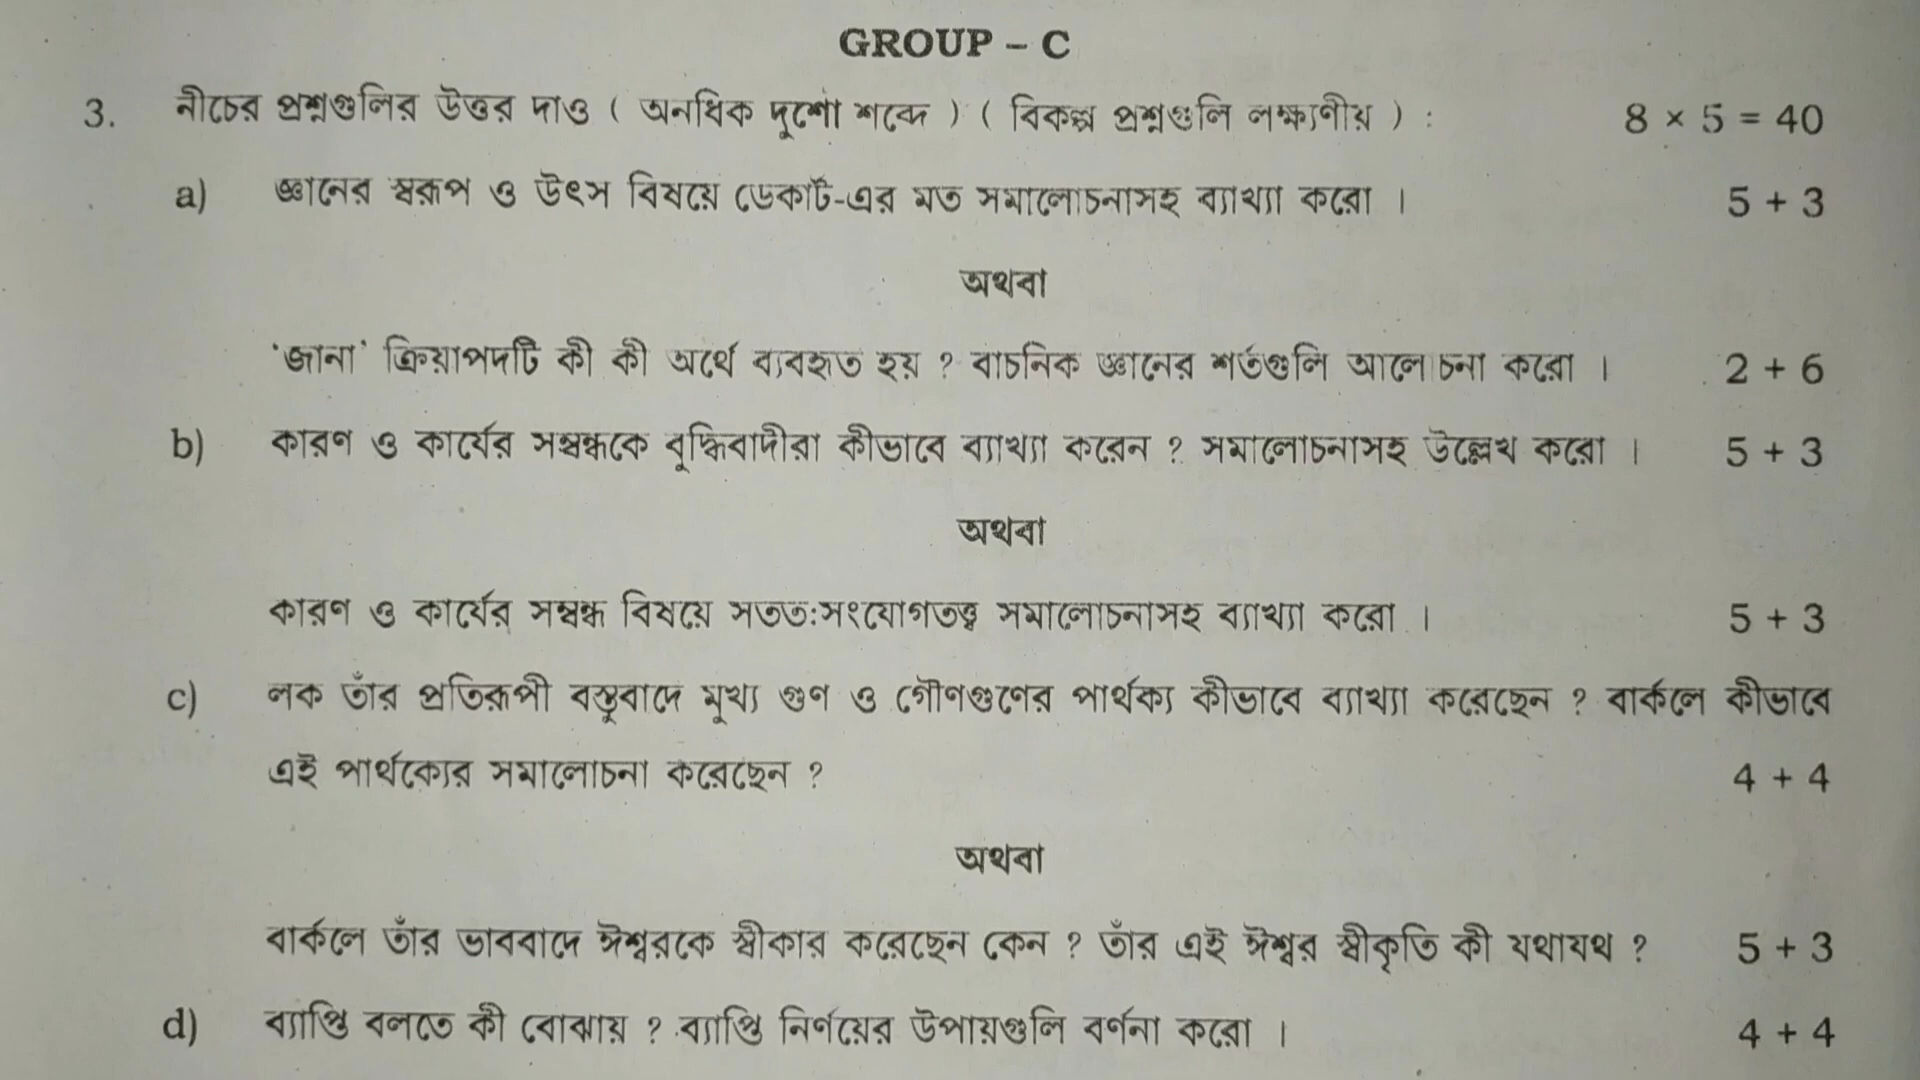 GROUP – C
3. নীচের প্রশ্নগুলির উত্তর দাও ( অনধিক দুশো শব্দে ) ( বিকল্প প্রশ্নগুলি লক্ষ্যণীয় ) : 8 × 5 = 40
a) জ্ঞানের স্বরূপ ও উৎস বিষয়ে ডেকার্ট-এর মত সমালোচনাসহ ব্যাখ্যা করো । 5 + 3
অথবা
'জানা' ক্রিয়াপদটি কী কী অর্থে ব্যবহৃত হয় ? বাচনিক জ্ঞানের শর্তগুলি আলোচনা করো । 2 + 6
b) কারণ ও কার্যের সম্বন্ধকে বুদ্ধিবাদীরা কীভাবে ব্যাখ্যা করেন ? সমালোচনাসহ উল্লেখ করো । 5 + 3
অথবা
কারণ ও কার্যের সম্বন্ধ বিষয়ে সততঃসংযোগতত্ত্ব সমালোচনাসহ ব্যাখ্যা করো । 5 + 3
c) লক তাঁর প্রতিরূপী বস্তুবাদে মুখ্য গুণ ও গৌণগুণের পার্থক্য কীভাবে ব্যাখ্যা করেছেন ? বার্কলে কীভাবে
এই পার্থক্যের সমালোচনা করেছেন ? 4 + 4
অথবা
বার্কলে তাঁর ভাববাদে ঈশ্বরকে স্বীকার করেছেন কেন ? তাঁর এই ঈশ্বর স্বীকৃতি কী যথাযথ ? 5 + 3
d) ব্যাপ্তি বলতে কী বোঝায় ? ব্যাপ্তি নির্ণয়ের উপায়গুলি বর্ণনা করো । 4 + 4